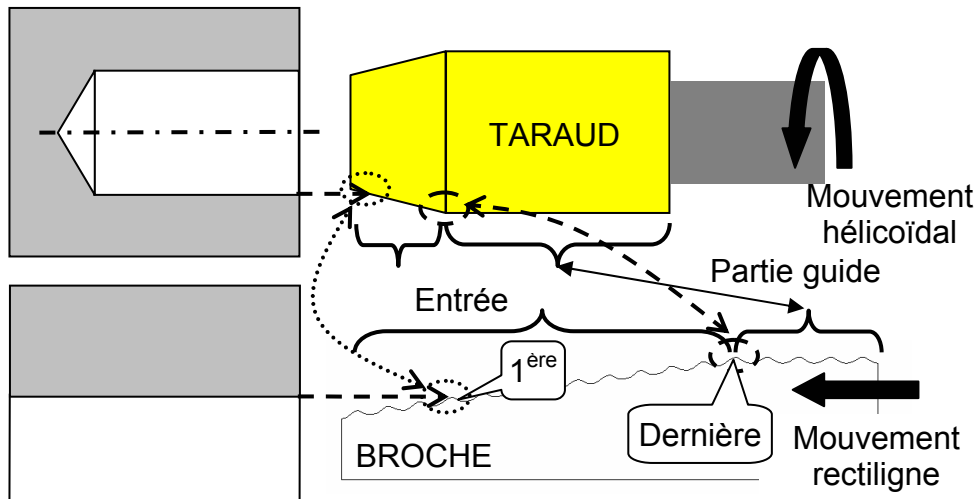 TARAUD
Mouvement
hélicoïdal
Partie guide
Entrée
1ère
Dernière
BROCHE
Mouvement
rectiligne